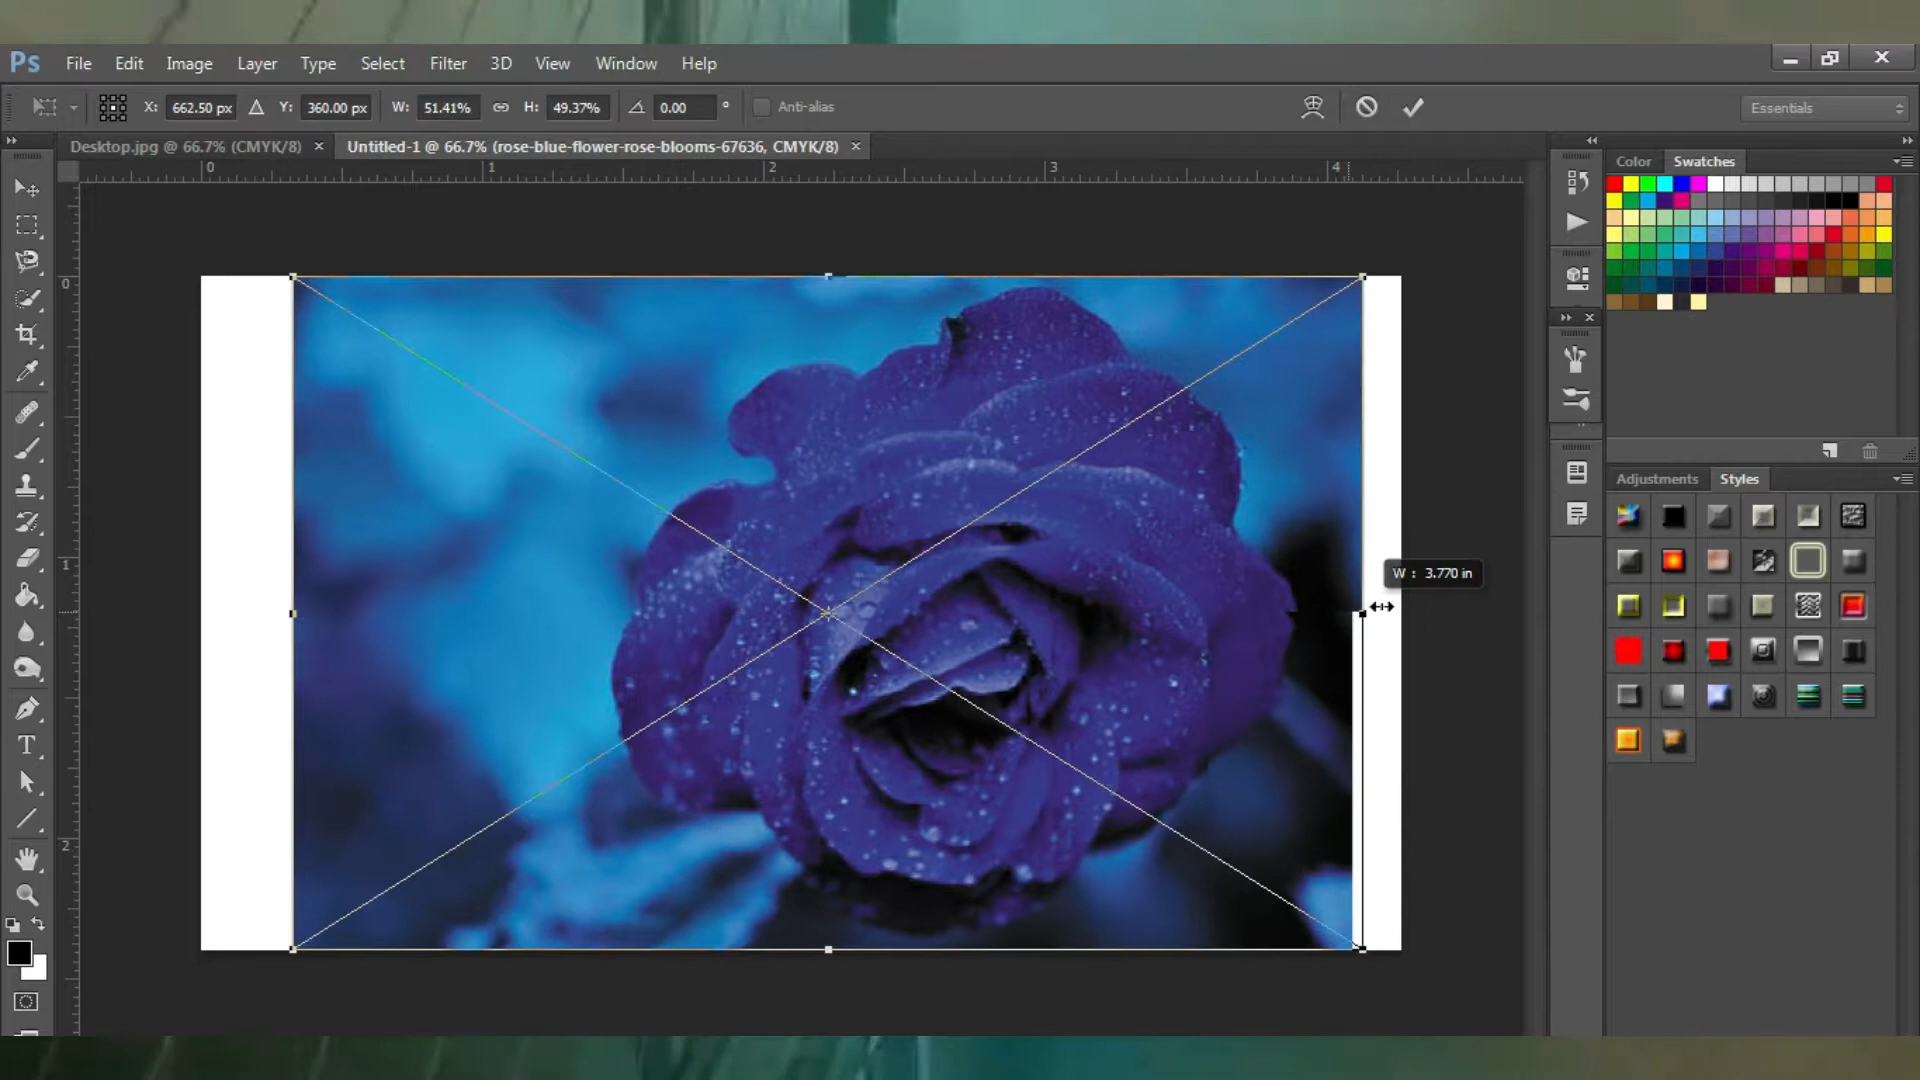 Ps File Edit Image Layer Type Select Filter 3D View Window Help
X: 662.50 px Y: 360.00 px W: 51.41% H: 49.37% 0.00 ° Anti-alias Essentials
Desktop.jpg @ 66.7% (CMYK/8) × Untitled-1 @ 66.7% (rose-blue-flower-rose-blooms-67636, CMYK/8) ×
Color Swatches
0 1 2 3 4
0
1
2
W : 3.770 in
Adjustments Styles
T